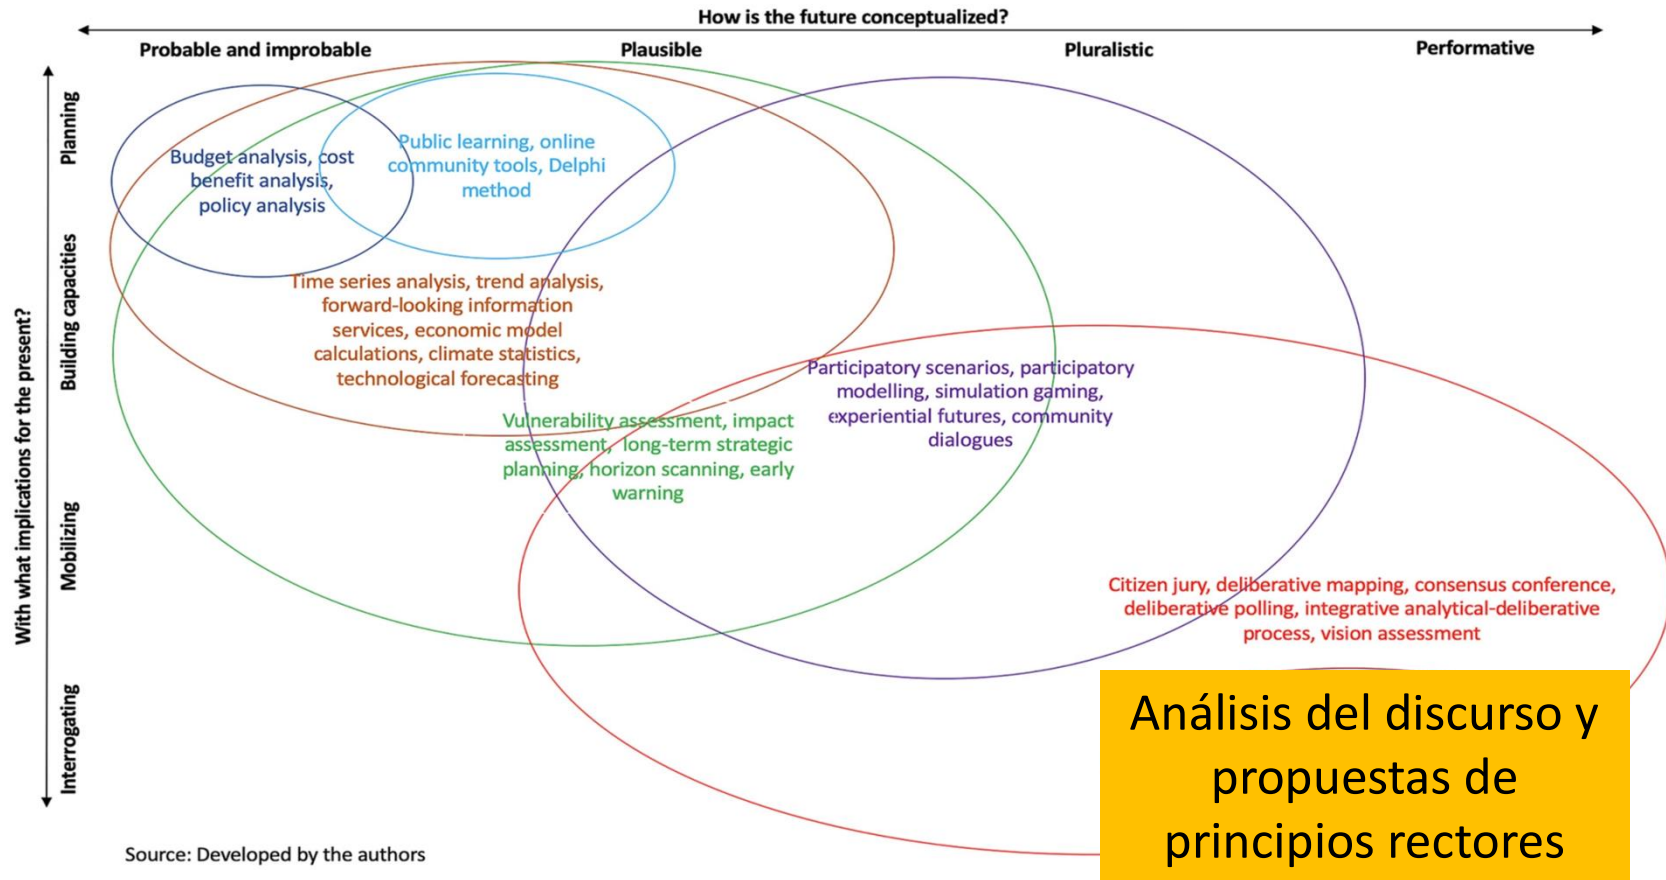 How is the future conceptualized?
Probable and improbable
Plausible
Pluralistic
Performative
With what implications for the present?
Planning
Building capacities
Mobilizing
Interrogating
Budget analysis, cost
benefit analysis,
policy analysis
Public learning, online
community tools, Delphi
method
Time series analysis, trend analysis,
forward-looking information
services, economic model
calculations, climate statistics,
technological forecasting
Participatory scenarios, participatory
modelling, simulation gaming,
experiential futures, community
dialogues
Vulnerability assessment, impact
assessment, long-term strategic
planning, horizon scanning, early
warning
Citizen jury, deliberative mapping, consensus conference,
deliberative polling, integrative analytical-deliberative
process, vision assessment
Análisis del discurso y
propuestas de
principios rectores
Source: Developed by the authors